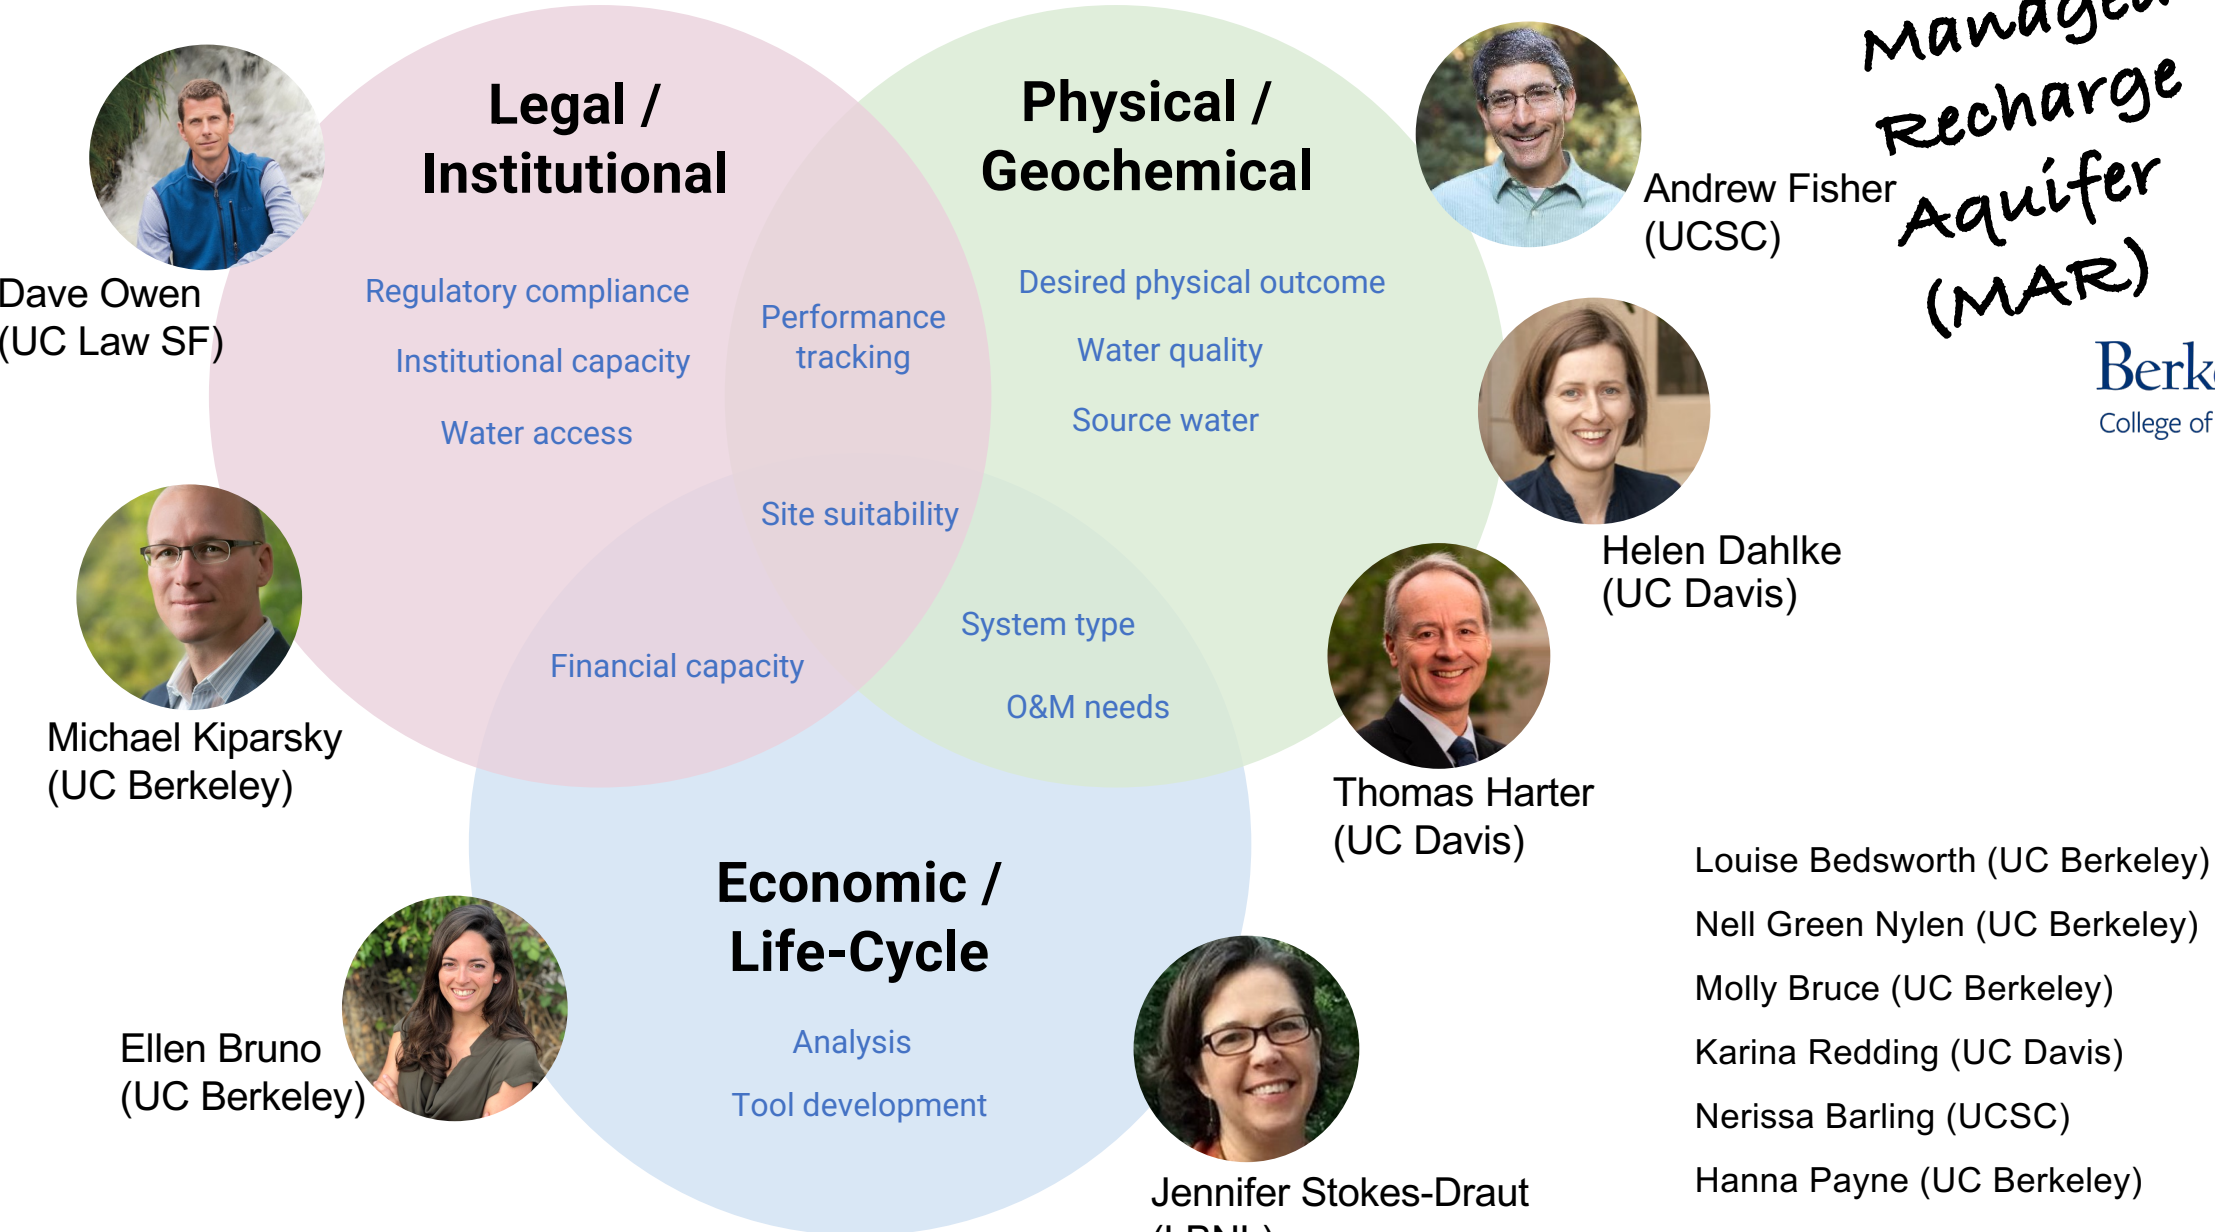 Managed
Recharge
Aquifer
(MAR)
Legal /
Institutional
Regulatory compliance
Institutional capacity
Water access
Performance
tracking
Physical /
Geochemical
Desired physical outcome
Water quality
Source water
Site suitability
Financial capacity
System type
O&M needs
Economic /
Life-Cycle
Analysis
Tool development
Dave Owen
(UC Law SF)
Michael Kiparsky
(UC Berkeley)
Ellen Bruno
(UC Berkeley)
Andrew Fisher
(UCSC)
Helen Dahlke
(UC Davis)
Thomas Harter
(UC Davis)
Jennifer Stokes-Draut
(LBNL)
College of
Louise Bedsworth (UC Berkeley)
Nell Green Nylen (UC Berkeley)
Molly Bruce (UC Berkeley)
Karina Redding (UC Davis)
Nerissa Barling (UCSC)
Hanna Payne (UC Berkeley)